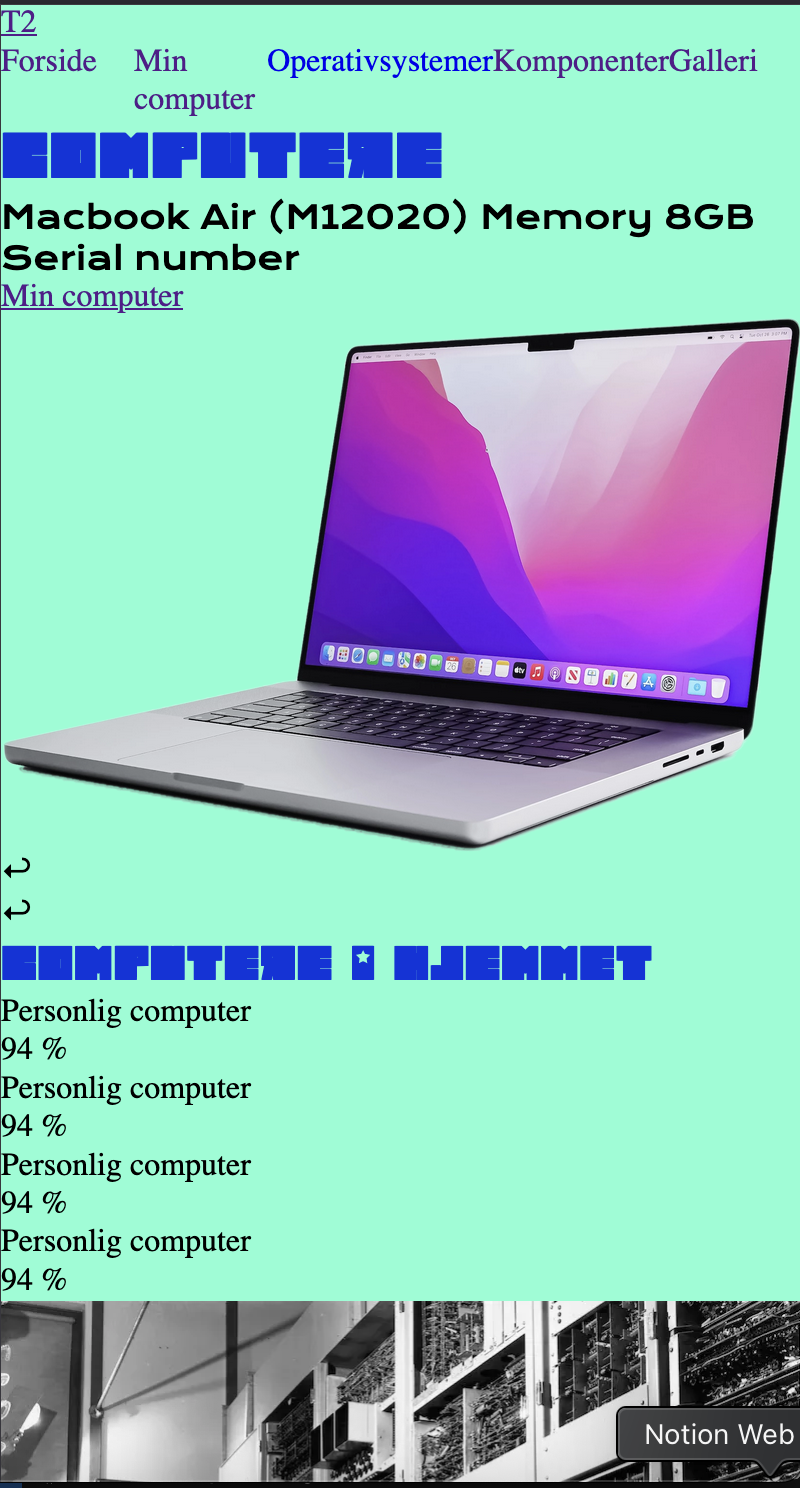 T2
Forside Min computer Operativsystemer Komponenter Galleri
COMPUTERE
Macbook Air (M12020) Memory 8GB
Serial number
Min computer
COMPUTERE I HJEMMET
Personlig computer
94 %
Personlig computer
94 %
Personlig computer
94 %
Personlig computer
94 %
Notion Web